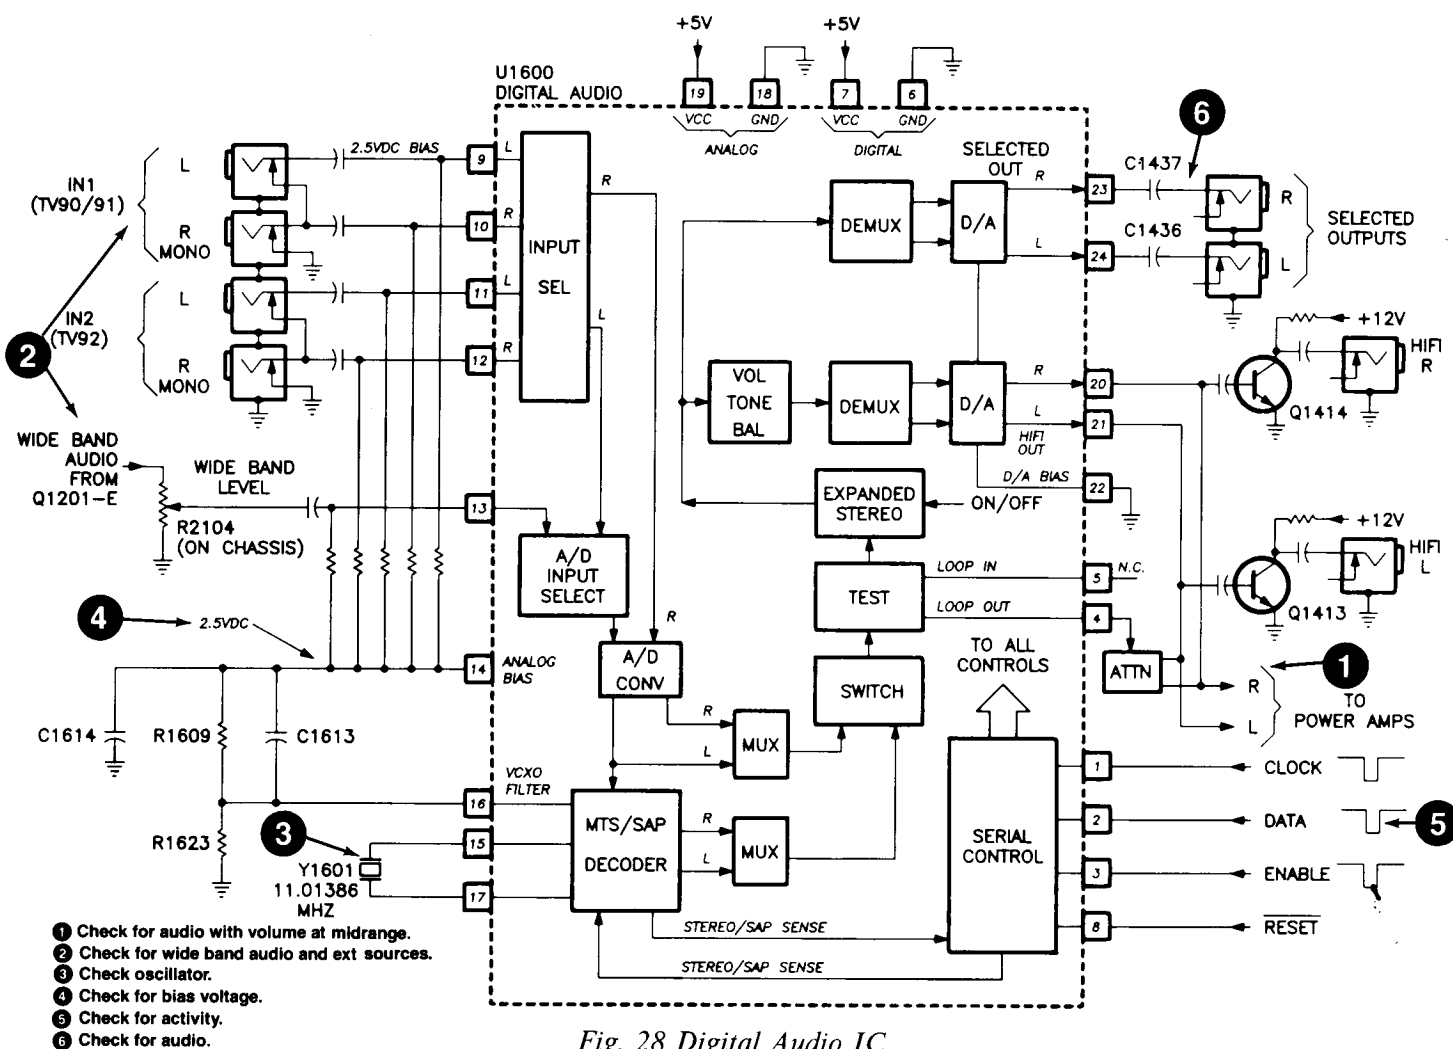 +5V
+5V
U1600
DIGITAL AUDIO
19
18
7
6
VCC
GND
VCC
GND
ANALOG
DIGITAL
6
IN1
(TV90/91)
L
R
MONO
IN2
(TV92)
L
R
MONO
2
2.5VDC BIAS
9
L
10
R
11
L
12
R
INPUT
SEL
R
L
WIDE BAND
AUDIO
FROM
Q1201-E
WIDE BAND
LEVEL
R2104
(ON CHASSIS)
13
A/D
INPUT
SELECT
4
2.5VDC
14
ANALOG
BIAS
R
A/D
CONV
C1614
R1609
C1613
R1623
VCXO
FILTER
16
15
17
3
Y1601
11.01386
MHZ
MTS/SAP
DECODER
R
L
MUX
R
L
MUX
STEREO/SAP SENSE
STEREO/SAP SENSE
SELECTED
OUT
DEMUX
D/A
R
L
23
24
C1437
C1436
R
L
SELECTED
OUTPUTS
VOL
TONE
BAL
DEMUX
D/A
R
L
HIFI
OUT
20
21
D/A BIAS
22
EXPANDED
STEREO
ON/OFF
TEST
LOOP IN
5
N.C.
LOOP OUT
4
SWITCH
TO ALL
CONTROLS
ATTN
+12V
HIFI
R
Q1414
+12V
HIFI
L
Q1413
1
R
L
TO
POWER AMPS
SERIAL
CONTROL
1
CLOCK
2
DATA
5
3
ENABLE
8
RESET
1 Check for audio with volume at midrange.
2 Check for wide band audio and ext sources.
3 Check oscillator.
4 Check for bias voltage.
5 Check for activity.
6 Check for audio.
Fig. 28 Digital Audio IC